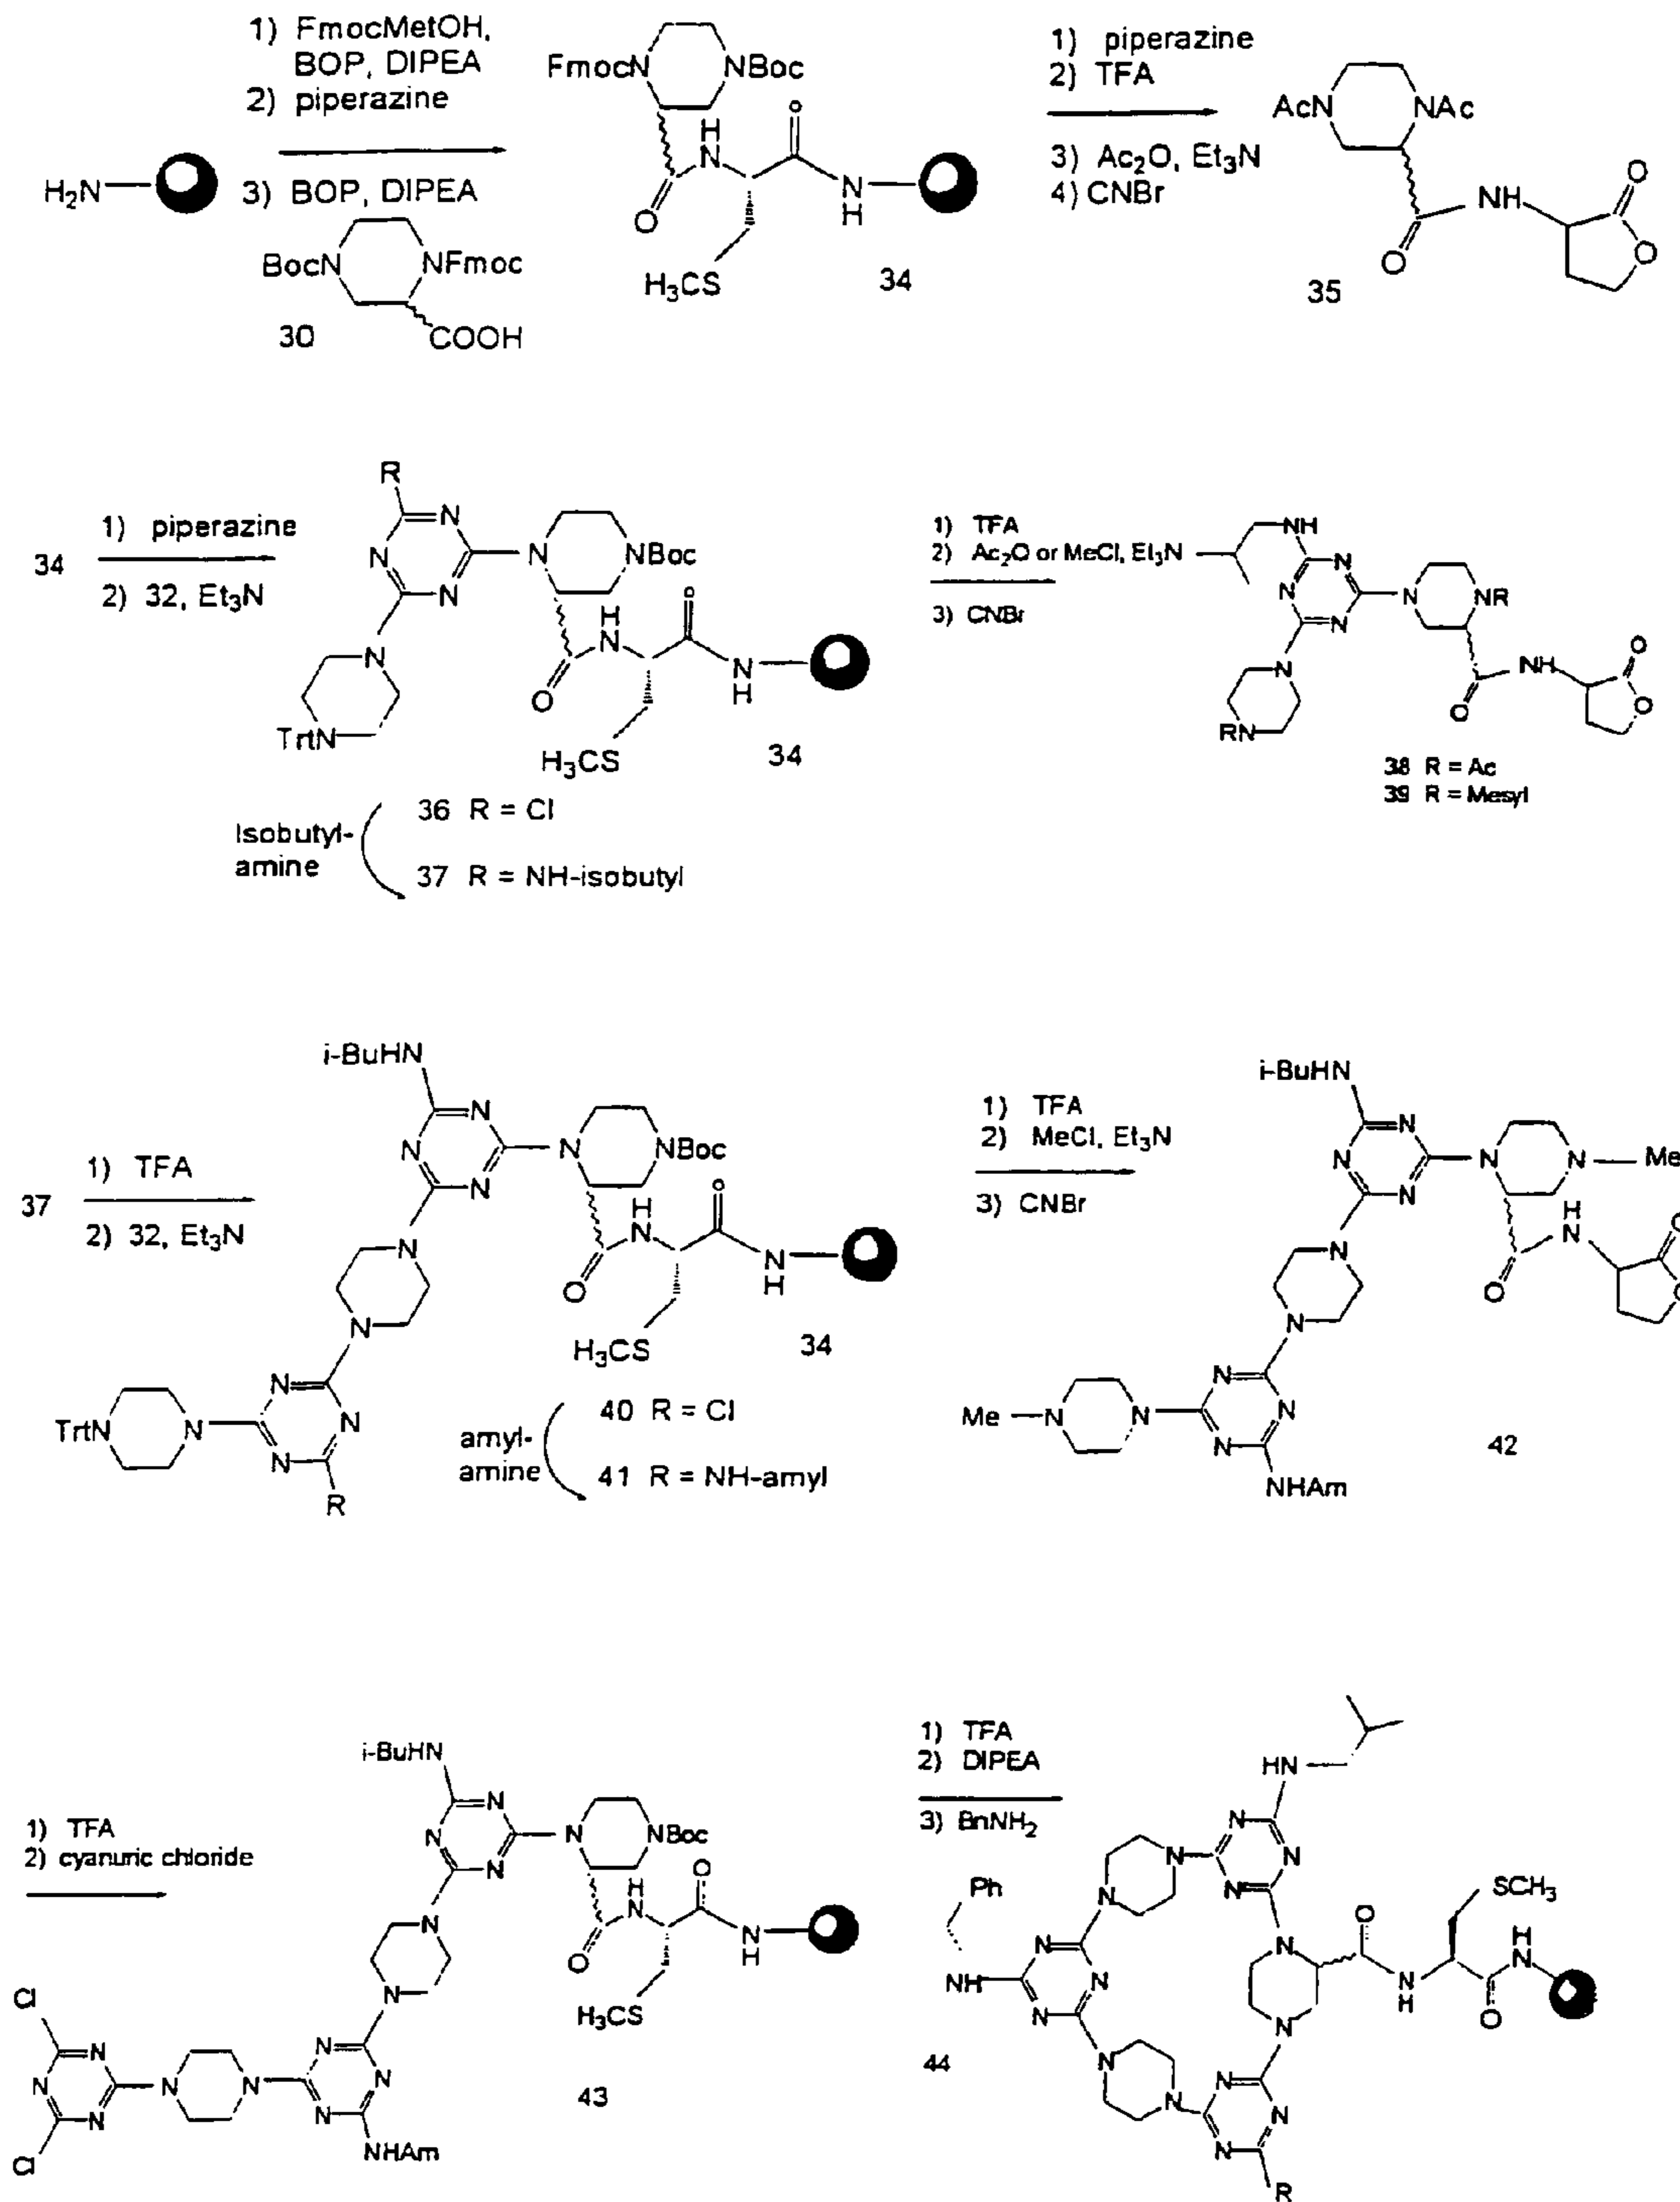 1) FmocMetOH,
BOP, DIPEA
2) piperazine
3) BOP, DIPEA
H2N
BocN NFmoc
COOH
30
FmocN NBoc
H
N
O
O
N
H
H3CS
34
1) piperazine
2) TFA
3) Ac2O, Et3N
4) CNBr
AcN NAc
O
NH
O
O
35
34
1) piperazine
2) 32, Et3N
R
N
N N
N
N NBoc
N
TrtN
H
N
O
O
N
H
H3CS
34
36 R = Cl
37 R = NH-isobutyl
Isobutyl-
amine
1) TFA
2) Ac2O or MeCl, Et3N
3) CNBr
NH
N
N N
N
N NR
N
RN
O
NH
O
O
38 R = Ac
39 R = Mesyl
37
1) TFA
2) 32, Et3N
i-BuHN
N
N N
N
N NBoc
N
N
H
N
O
O
N
H
H3CS
34
TrtN N
N
N
N
R
40 R = Cl
41 R = NH-amyl
amyl-
amine
1) TFA
2) MeCl, Et3N
3) CNBr
i-BuHN
N
N N
N
N N Me
N
N
H
N
O
O
O
Me N N
N
N
N
NHAm
42
1) TFA
2) cyanuric chloride
i-BuHN
N
N N
N
N NBoc
N
N
H
N
O
O
N
H
H3CS
Cl
N
N
N
Cl
N N
N
N
N
NHAm
43
1) TFA
2) DIPEA
3) BnNH2
HN
N
N
N
N
N
Ph
NH
N
N
N
N
N
N
N
O
N
H
SCH3
O
H
N
N
N
N
R
44